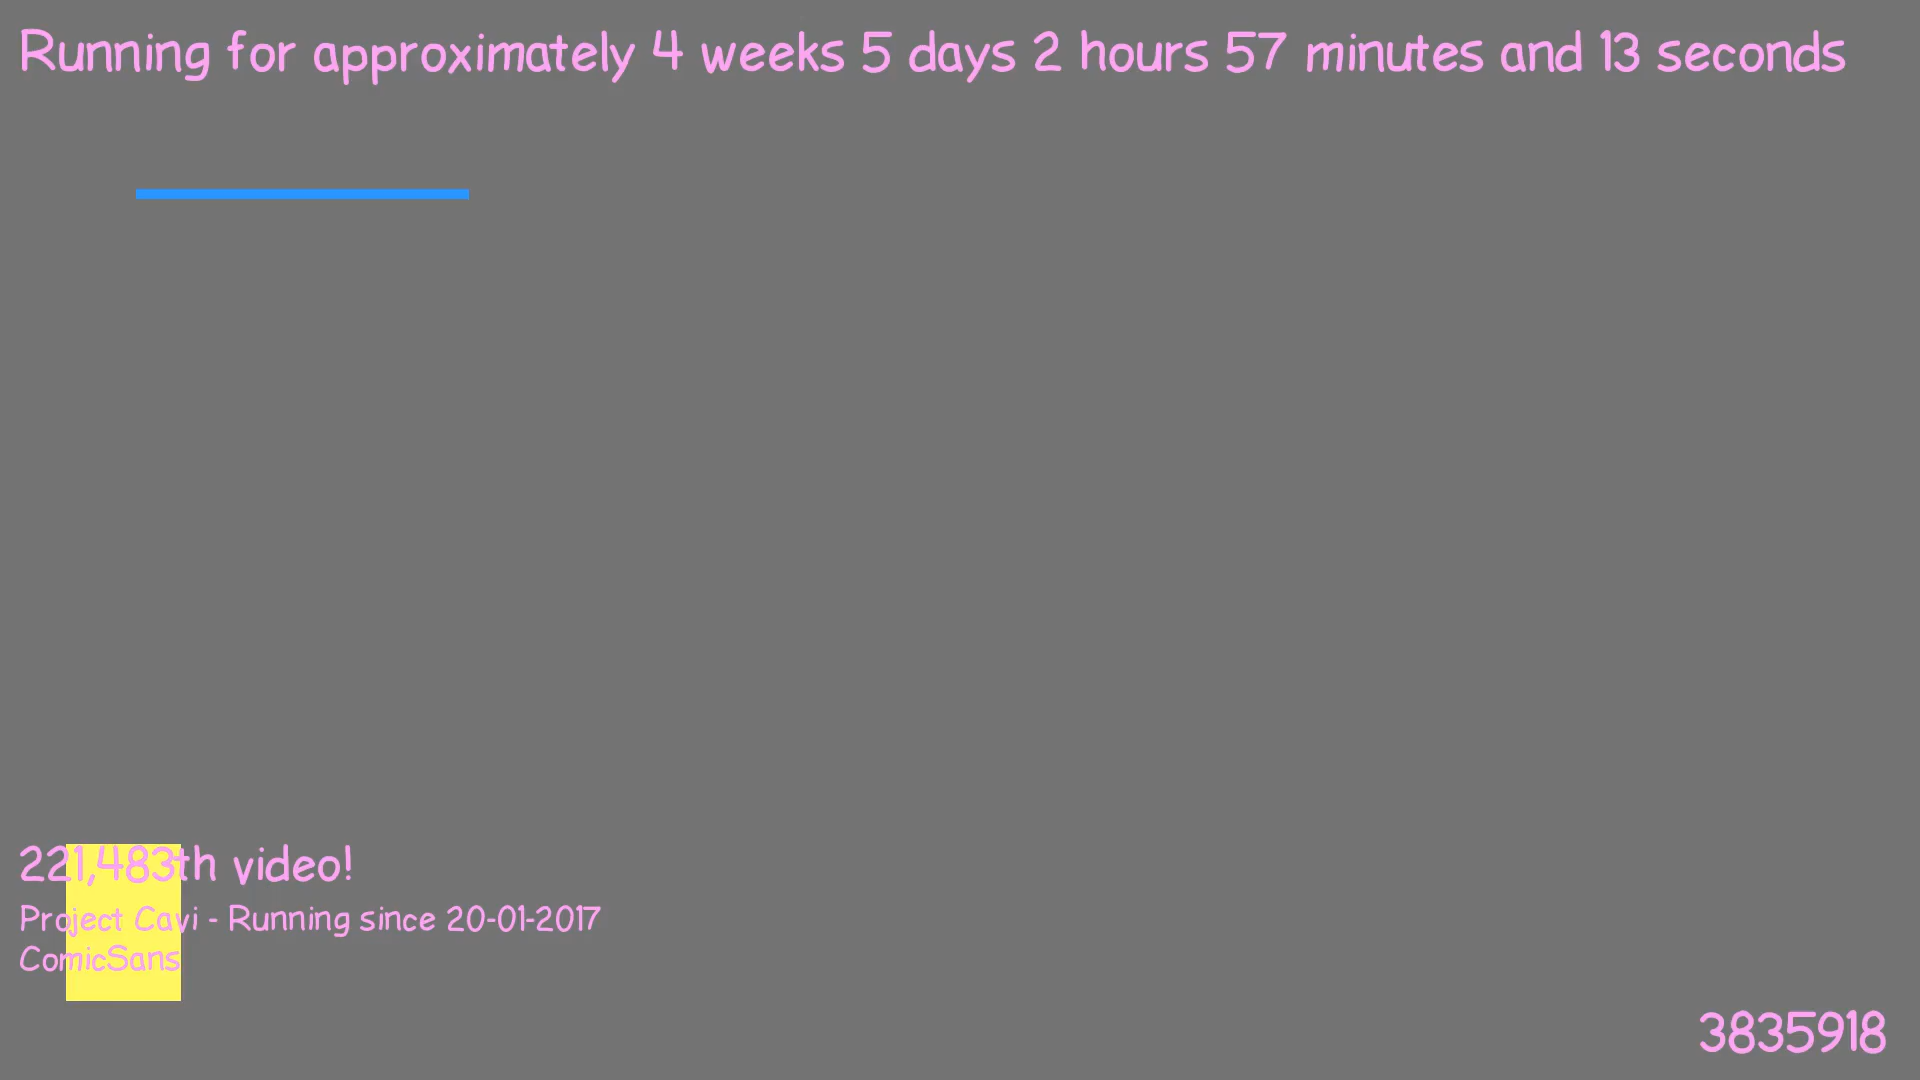 Running for approximately 4 weeks 5 days 2 hours 57 minutes and 13 seconds
221,483th video!
Project Cavi - Running since 20-01-2017
ComicSans
3835918